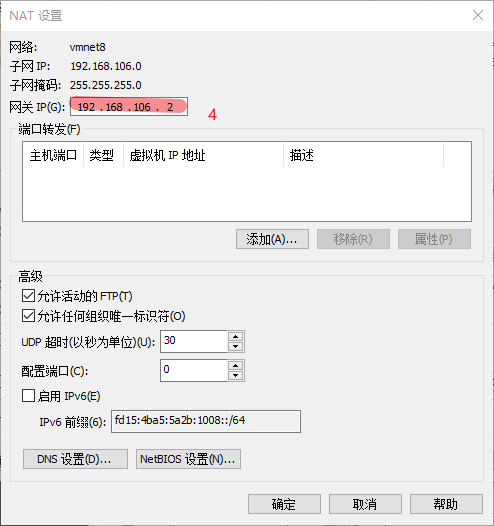 NAT 设置
网络: vmnet8
子网 IP: 192.168.106.0
子网掩码: 255.255.255.0
网关 IP(G): 192 . 168 . 106 . 2
4
端口转发(F)
主机端口 类型 虚拟机 IP 地址 描述
添加(A)... 移除(R) 属性(P)
高级
允许活动的 FTP(T)
允许任何组织唯一标识符(O)
UDP 超时(以秒为单位)(U): 30
配置端口(C): 0
启用 IPv6(E)
IPv6 前缀(6): fd15:4ba5:5a2b:1008::/64
DNS 设置(D)... NetBIOS 设置(N)...
确定 取消 帮助